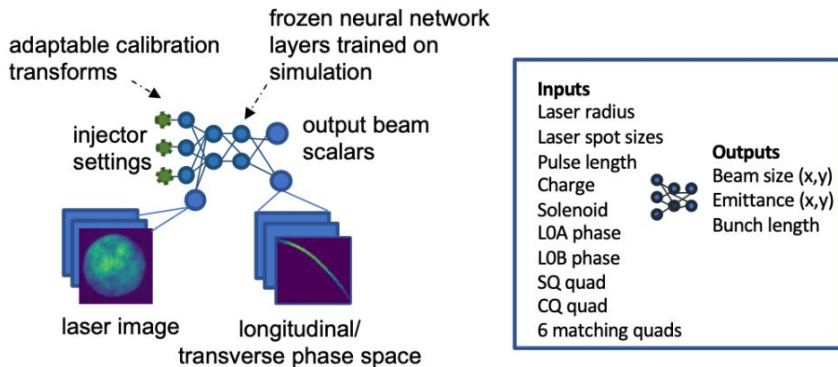 adaptable calibration
transforms
frozen neural network
layers trained on
simulation
injector
settings
output beam
scalars
laser image
longitudinal/
transverse phase space
Inputs
Laser radius
Laser spot sizes
Pulse length
Charge
Solenoid
L0A phase
L0B phase
SQ quad
CQ quad
6 matching quads
Outputs
Beam size (x,y)
Emittance (x,y)
Bunch length